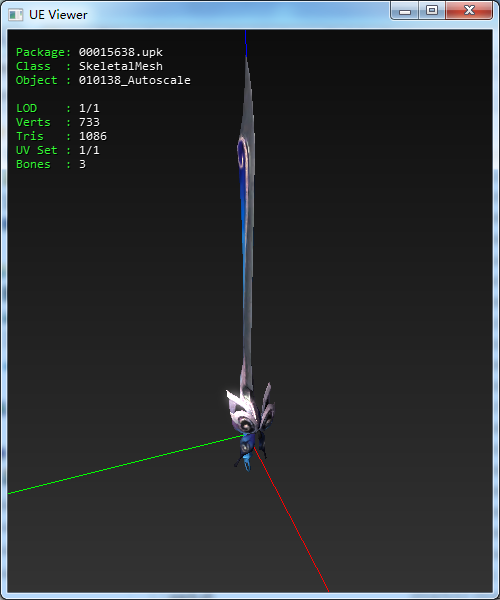 UE Viewer
Package: 00015638.upk
Class  : SkeletalMesh
Object : 010138_Autoscale
LOD    : 1/1
Verts  : 733
Tris   : 1086
UV Set : 1/1
Bones  : 3